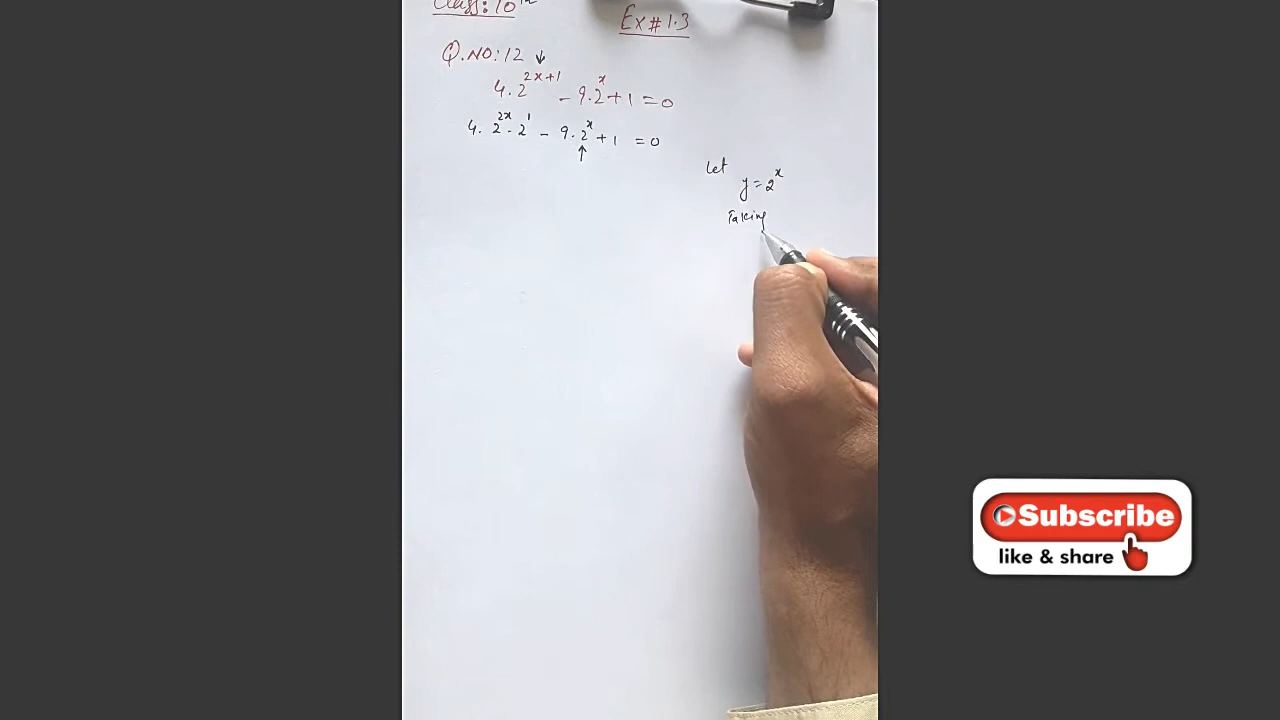 Class: 10th
Ex # 1.3
Q.NO: 12 ↓
4.2^{2x+1} - 9.2^x + 1 = 0
4. 2^{2x} . 2^1 - 9.2^x + 1 = 0
↑
Let
y = 2^x
Taking
Subscribe
like & share